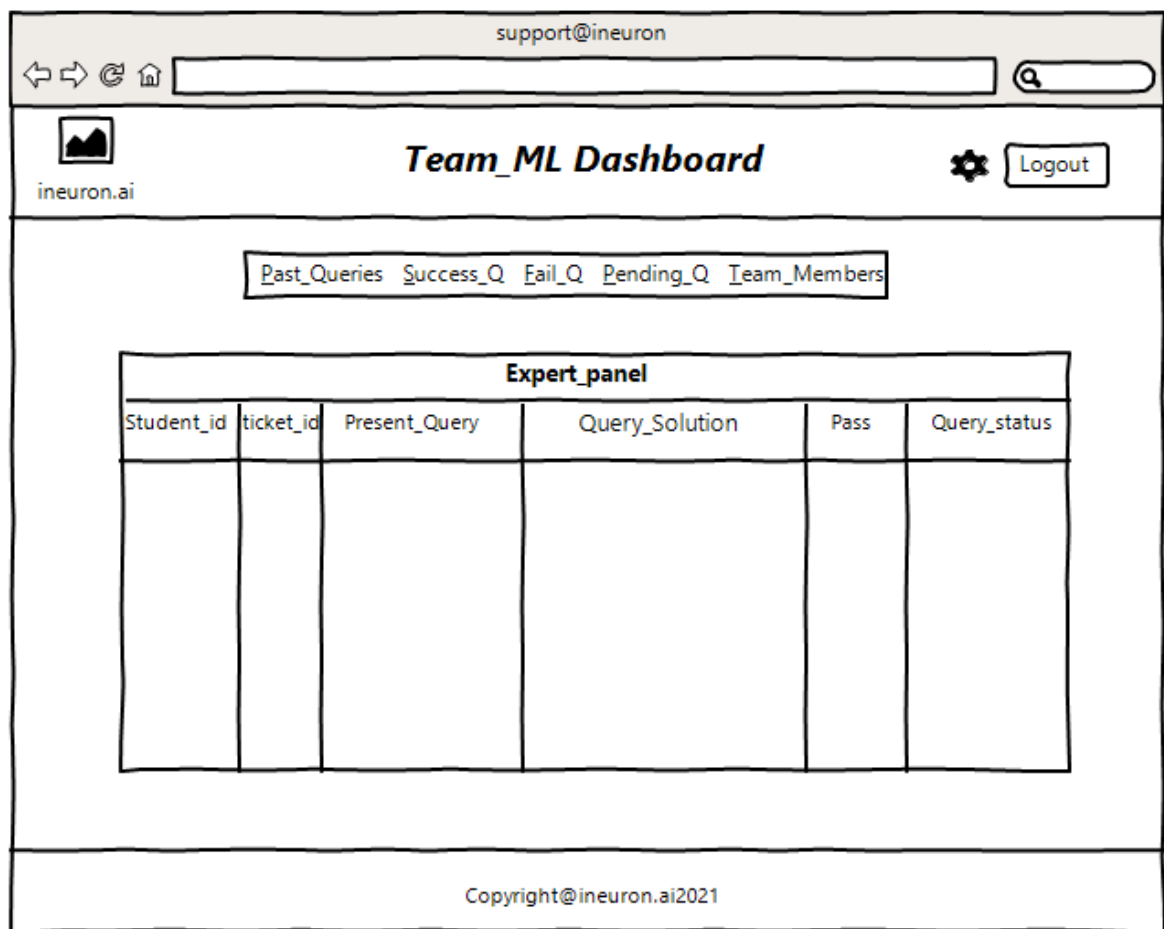 support@ineuron
Team_ML Dashboard
Logout
ineuron.ai
Past_Queries Success_Q Fail_Q Pending_Q Team_Members
Expert_panel
Student_id ticket_id Present_Query Query_Solution Pass Query_status
Copyright@ineuron.ai2021